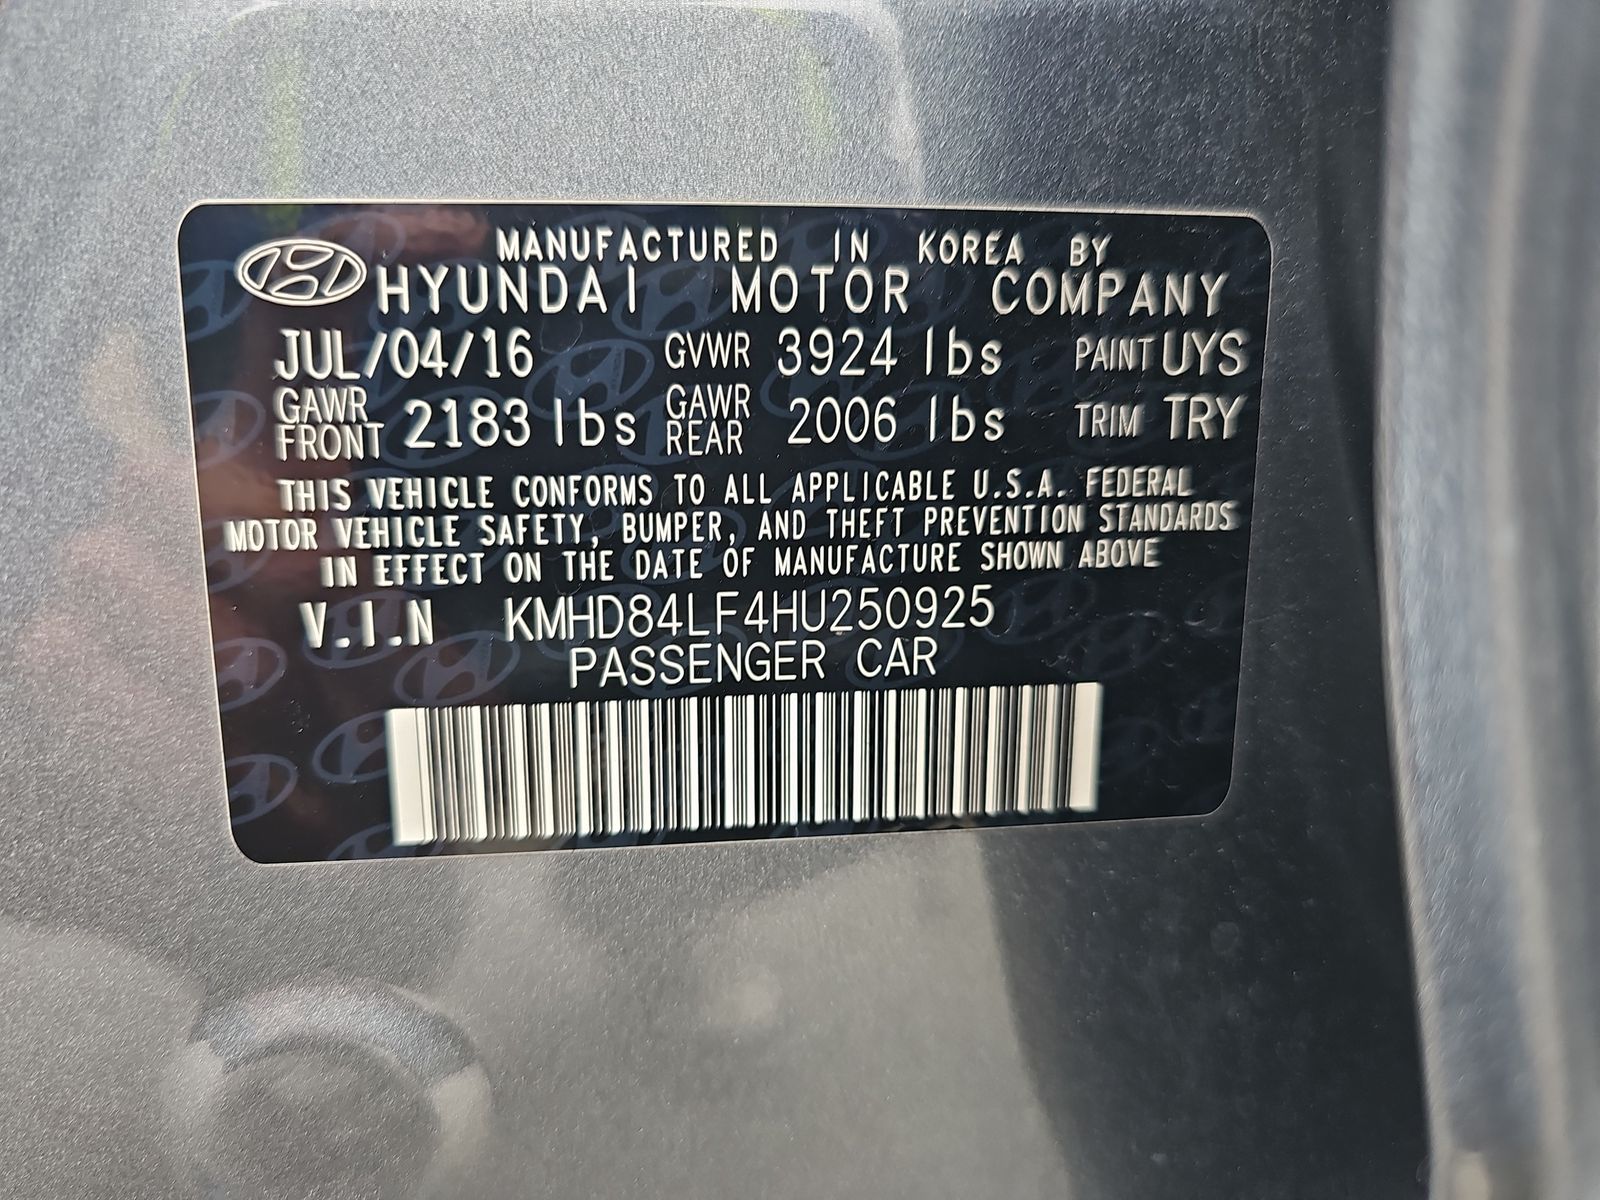 MANUFACTURED IN KOREA BY
HYUNDAI MOTOR COMPANY
JUL/04/16 GVWR 3924 lbs PAINT UYS
GAWR FRONT 2183 lbs GAWR REAR 2006 lbs TRIM TRY
THIS VEHICLE CONFORMS TO ALL APPLICABLE U.S.A. FEDERAL
MOTOR VEHICLE SAFETY, BUMPER, AND THEFT PREVENTION STANDARDS
IN EFFECT ON THE DATE OF MANUFACTURE SHOWN ABOVE
V.I.N KMHD84LF4HU250925
PASSENGER CAR